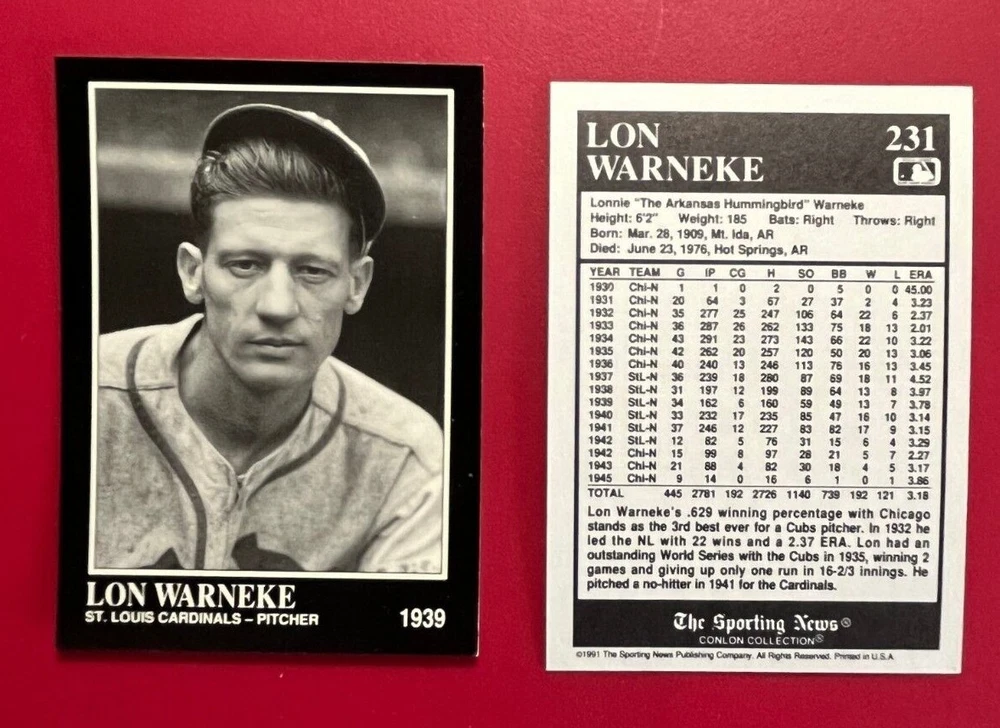 LON WARNEKE
ST. LOUIS CARDINALS – PITCHER
1939
LON
WARNEKE
231
Lonnie "The Arkansas Hummingbird" Warneke
Height: 6'2" Weight: 185 Bats: Right Throws: Right
Born: Mar. 28, 1909, Mt. Ida, AR
Died: June 23, 1976, Hot Springs, AR
YEAR TEAM G IP CG H SO BB W L ERA
1930 Chi-N 1 1 0 2 0 5 0 0 45.00
1931 Chi-N 20 64 3 67 27 37 2 4 3.23
1932 Chi-N 35 277 25 247 106 64 22 6 2.37
1933 Chi-N 36 287 26 262 133 75 18 13 2.01
1934 Chi-N 43 291 23 273 143 66 22 10 3.22
1935 Chi-N 42 262 20 257 120 50 20 13 3.06
1936 Chi-N 40 240 13 246 113 76 16 13 3.45
1937 StL-N 36 239 18 280 87 69 18 11 4.52
1938 StL-N 31 197 12 199 89 64 13 8 3.97
1939 StL-N 34 162 6 160 59 49 13 7 3.78
1940 StL-N 33 232 17 235 85 47 16 10 3.14
1941 StL-N 37 246 12 227 83 82 17 9 3.15
1942 StL-N 12 82 5 76 31 15 6 4 3.29
1942 Chi-N 15 99 8 97 28 21 5 7 2.27
1943 Chi-N 21 88 4 82 30 18 4 5 3.17
1945 Chi-N 9 14 0 16 6 1 0 1 3.86
TOTAL 445 2781 192 2726 1140 739 192 121 3.18
Lon Warneke's .629 winning percentage with Chicago
stands as the 3rd best ever for a Cubs pitcher. In 1932 he
led the NL with 22 wins and a 2.37 ERA. Lon had an
outstanding World Series with the Cubs in 1935, winning 2
games and giving up only one run in 16-2/3 innings. He
pitched a no-hitter in 1941 for the Cardinals.
The Sporting News®
CONLON COLLECTION®
©1991 The Sporting News Publishing Company. All Rights Reserved. Printed in U.S.A.